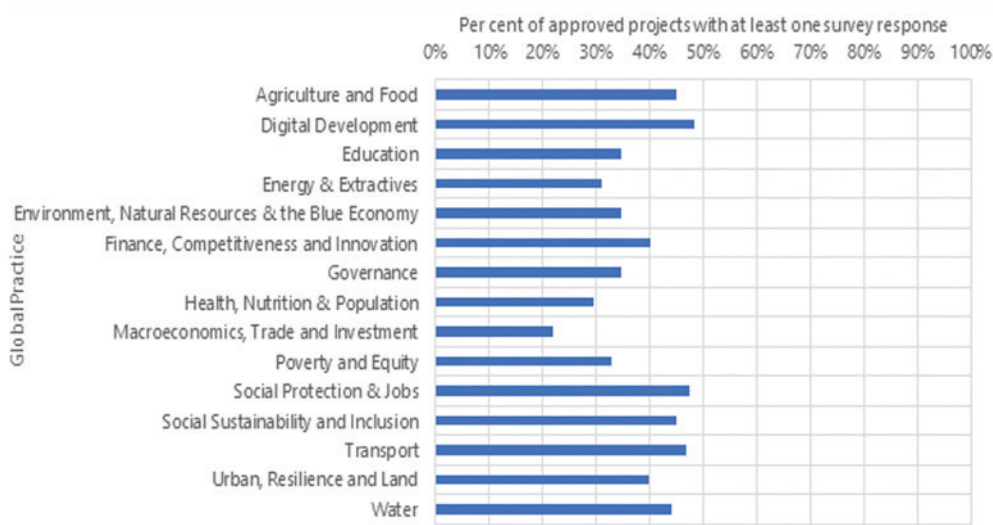 Per cent of approved projects with at least one survey response
0% 10% 20% 30% 40% 50% 60% 70% 80% 90% 100%
Global Practice
Agriculture and Food
Digital Development
Education
Energy & Extractives
Environment, Natural Resources & the Blue Economy
Finance, Competitiveness and Innovation
Governance
Health, Nutrition & Population
Macroeconomics, Trade and Investment
Poverty and Equity
Social Protection & Jobs
Social Sustainability and Inclusion
Transport
Urban, Resilience and Land
Water